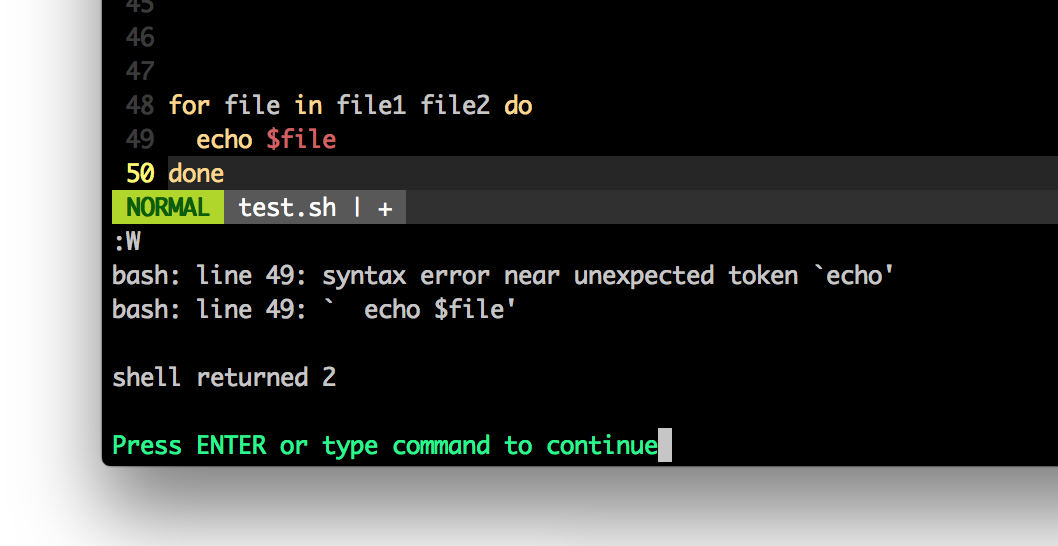 45
46
47
48 for file in file1 file2 do
49   echo $file
50 done
NORMAL test.sh | +
:W
bash: line 49: syntax error near unexpected token `echo'
bash: line 49: `  echo $file'
shell returned 2
Press ENTER or type command to continue